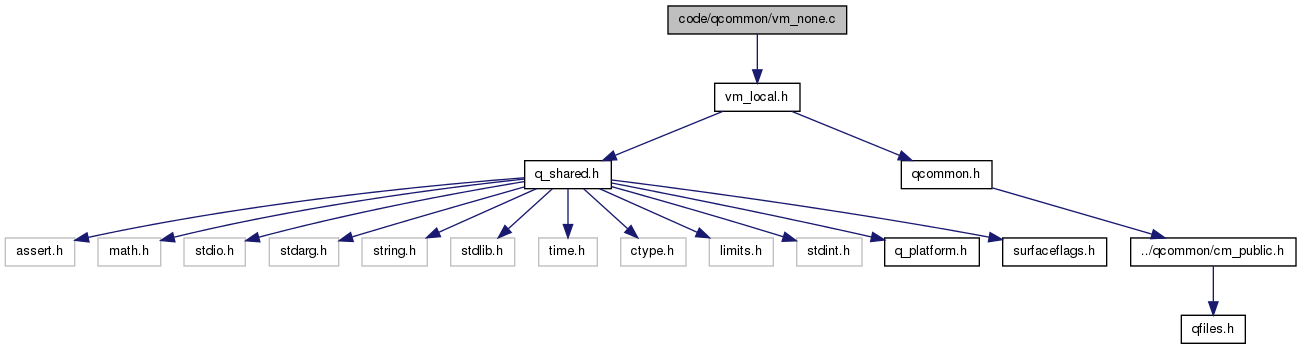 code/qcommon/vm_none.c
vm_local.h
q_shared.h
qcommon.h
assert.h
math.h
stdio.h
stdarg.h
string.h
stdlib.h
time.h
ctype.h
limits.h
stdint.h
q_platform.h
surfaceflags.h
../qcommon/cm_public.h
qfiles.h